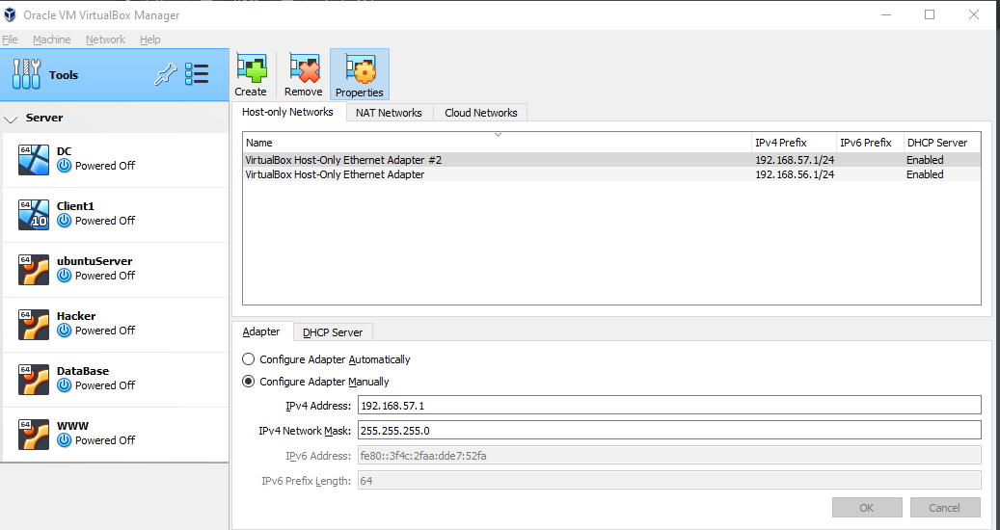 Oracle VM VirtualBox Manager
File Machine Network Help
Tools
Server
64 DC
Powered Off
64 10 Client1
Powered Off
64 ubuntuServer
Powered Off
64 Hacker
Powered Off
64 DataBase
Powered Off
64 WWW
Powered Off
Create Remove Properties
Host-only Networks NAT Networks Cloud Networks
Name IPv4 Prefix IPv6 Prefix DHCP Server
VirtualBox Host-Only Ethernet Adapter #2 192.168.57.1/24 Enabled
VirtualBox Host-Only Ethernet Adapter 192.168.56.1/24 Enabled
Adapter DHCP Server
Configure Adapter Automatically
Configure Adapter Manually
IPv4 Address: 192.168.57.1
IPv4 Network Mask: 255.255.255.0
IPv6 Address: fe80::3f4c:2faa:dde7:52fa
IPv6 Prefix Length: 64
OK Cancel